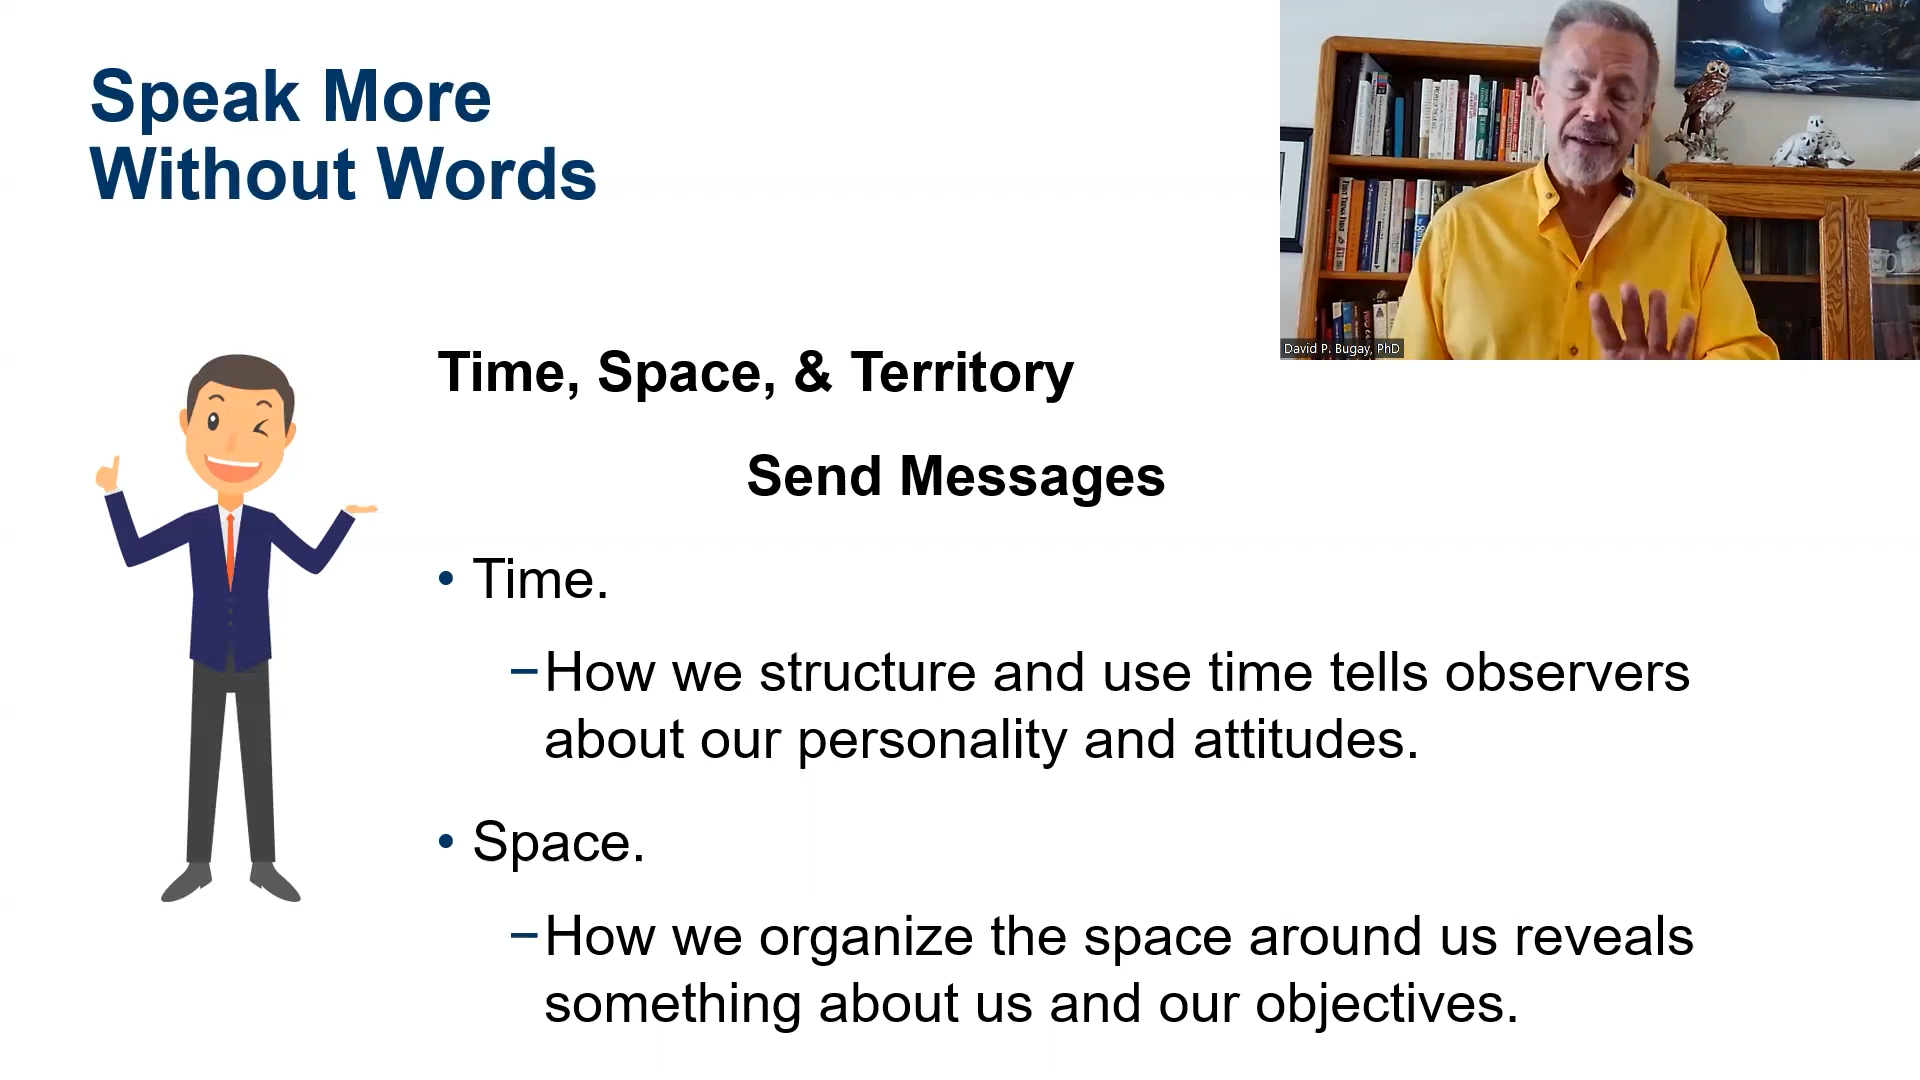 Speak More
Without Words
David P. Bugay, PhD
Time, Space, & Territory
Send Messages
• Time.
–How we structure and use time tells observers
about our personality and attitudes.
• Space.
–How we organize the space around us reveals
something about us and our objectives.